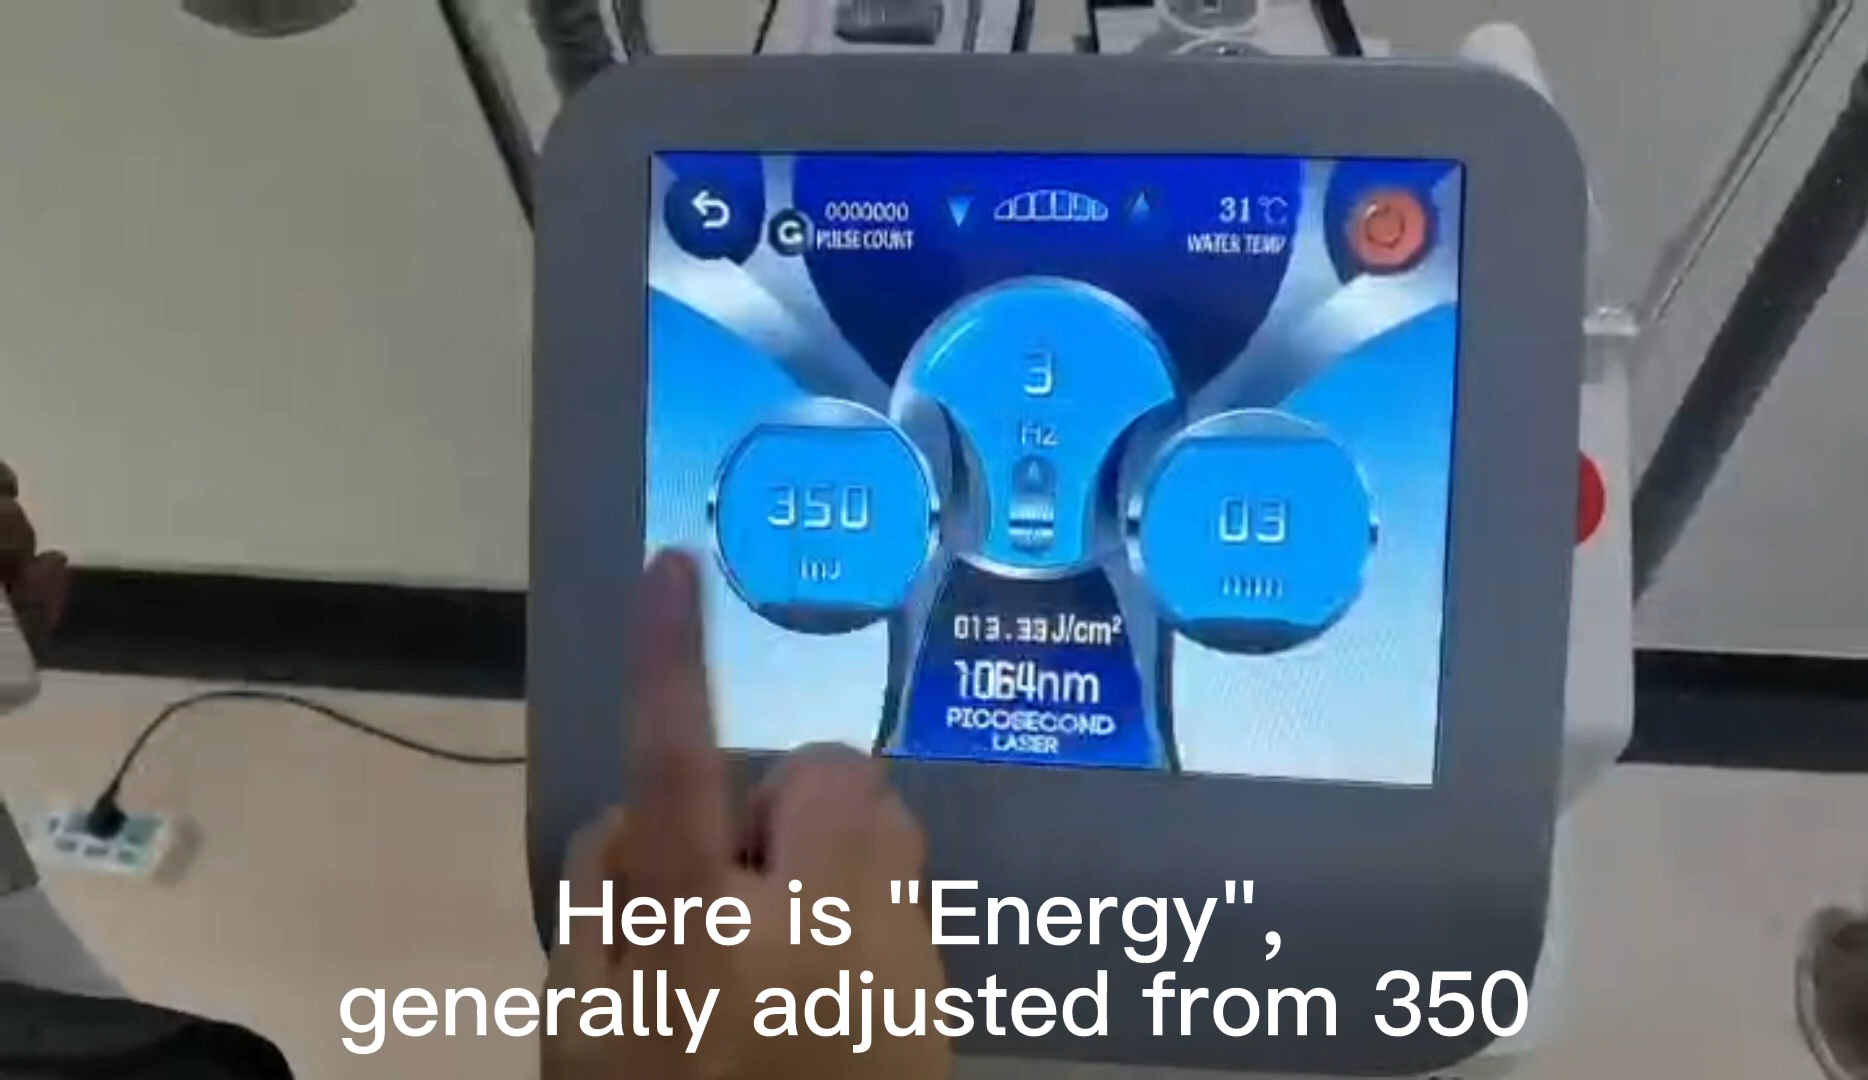 0000000
PULSE COUNT
31 ℃
WATER TEMP
3
Hz
350
mJ
03
mm
013.33J/cm²
1064nm
PICOSECOND
LASER
Here is "Energy",
generally adjusted from 350